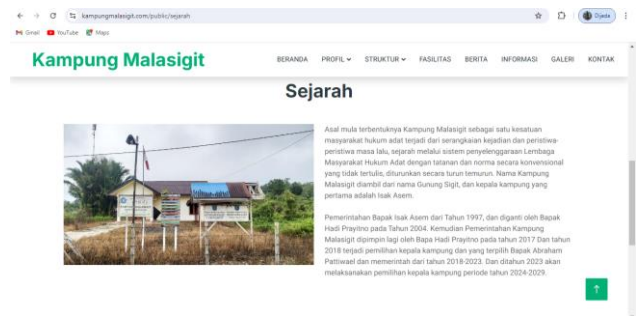 kampungmalasigit.com/public/sejarah
Dijeda
Gmail
YouTube
Maps
Kampung Malasigit
BERANDA PROFIL STRUKTUR FASILITAS BERITA INFORMASI GALERI KONTAK
Sejarah
Asal mula terbentuknya Kampung Malasigit sebagai satu kesatuan
masyarakat hukum adat terjadi dari serangkaian kejadian dan peristiwa-
peristiwa masa lalu, sejarah melalui sistem penyelenggaraan Lembaga
Masyarakat Hukum Adat dengan tatanan dan norma secara konvensional
yang tidak tertulis, diturunkan secara turun temurun. Nama Kampung
Malasigit diambil dari nama Gunung Sigit, dan kepala kampung yang
pertama adalah Isak Asem.
Pemerintahan Bapak Isak Asem dari Tahun 1997, dan diganti oleh Bapak
Hadi Prayitno pada Tahun 2004. Kemudian Pemerintahan Kampung
Malasigit dipimpin lagi oleh Bapa Hadi Prayitno pada tahun 2017 Dan tahun
2018 terjadi pemilihan kepala kampung dan yang terpilih Bapak Abraham
Pattiwael dan memerintah dari tahun 2018-2023. Dan ditahun 2023 akan
melaksanakan pemilihan kepala kampung periode tahun 2024-2029.